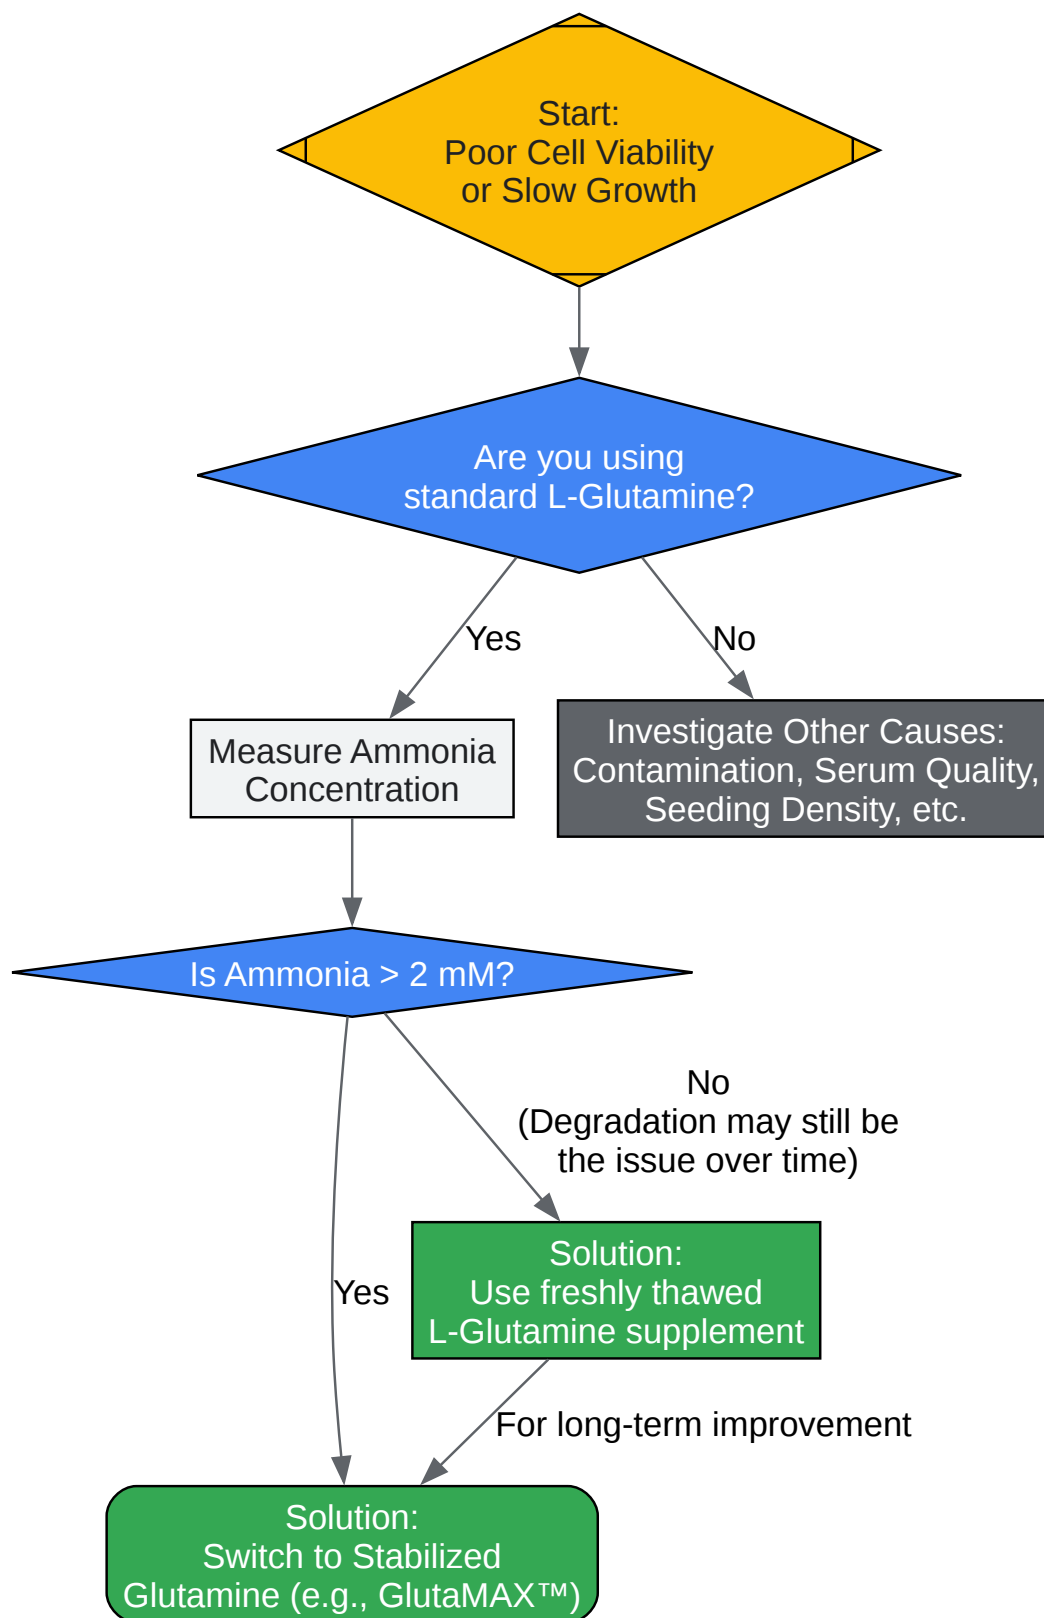 Start:
Poor Cell Viability
or Slow Growth
Are you using
standard L-Glutamine?
Yes
No
Measure Ammonia
Concentration
Investigate Other Causes:
Contamination, Serum Quality,
Seeding Density, etc.
Is Ammonia > 2 mM?
No
(Degradation may still be
the issue over time)
Solution:
Use freshly thawed
L-Glutamine supplement
Yes
For long-term improvement
Solution:
Switch to Stabilized
Glutamine (e.g., GlutaMAX™)